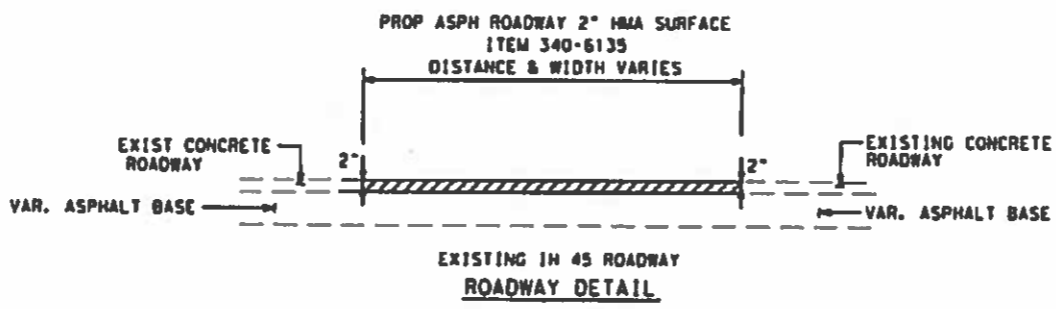 PROP ASPH ROADWAY 2" HMA SURFACE
ITEM 340-6135
DISTANCE & WIDTH VARIES
EXIST CONCRETE
ROADWAY
2"
2"
EXISTING CONCRETE
ROADWAY
VAR. ASPHALT BASE
VAR. ASPHALT BASE
EXISTING IH 45 ROADWAY
ROADWAY DETAIL